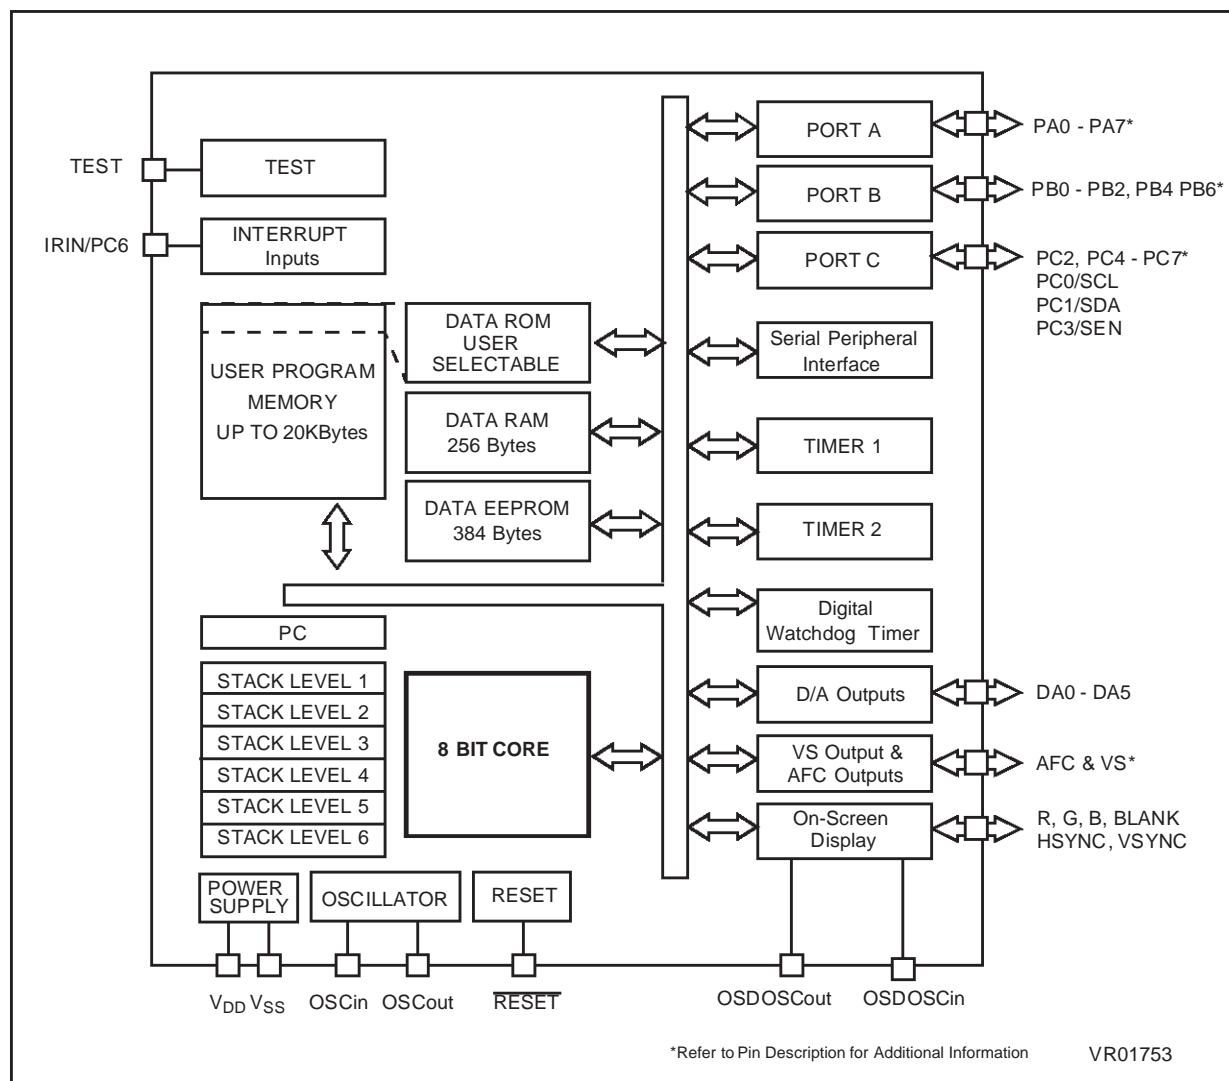 TEST
TEST
IRIN/PC6
INTERRUPT
Inputs
USER PROGRAM
MEMORY
UP TO 20KBytes
DATA ROM
USER
SELECTABLE
DATA RAM
256 Bytes
DATA EEPROM
384 Bytes
PC
STACK LEVEL 1
STACK LEVEL 2
STACK LEVEL 3
STACK LEVEL 4
STACK LEVEL 5
STACK LEVEL 6
8 BIT CORE
POWER
SUPPLY
OSCILLATOR
RESET
VDD VSS
OSCin
OSCout
RESET
PORT A
PA0 - PA7*
PORT B
PB0 - PB2, PB4 PB6*
PORT C
PC2, PC4 - PC7*
PC0/SCL
PC1/SDA
PC3/SEN
Serial Peripheral
Interface
TIMER 1
TIMER 2
Digital
Watchdog Timer
D/A Outputs
DA0 - DA5
VS Output &
AFC Outputs
AFC & VS*
On-Screen
Display
R, G, B, BLANK
HSYNC, VSYNC
OSDOSCout
OSDOSCin
*Refer to Pin Description for Additional Information
VR01753